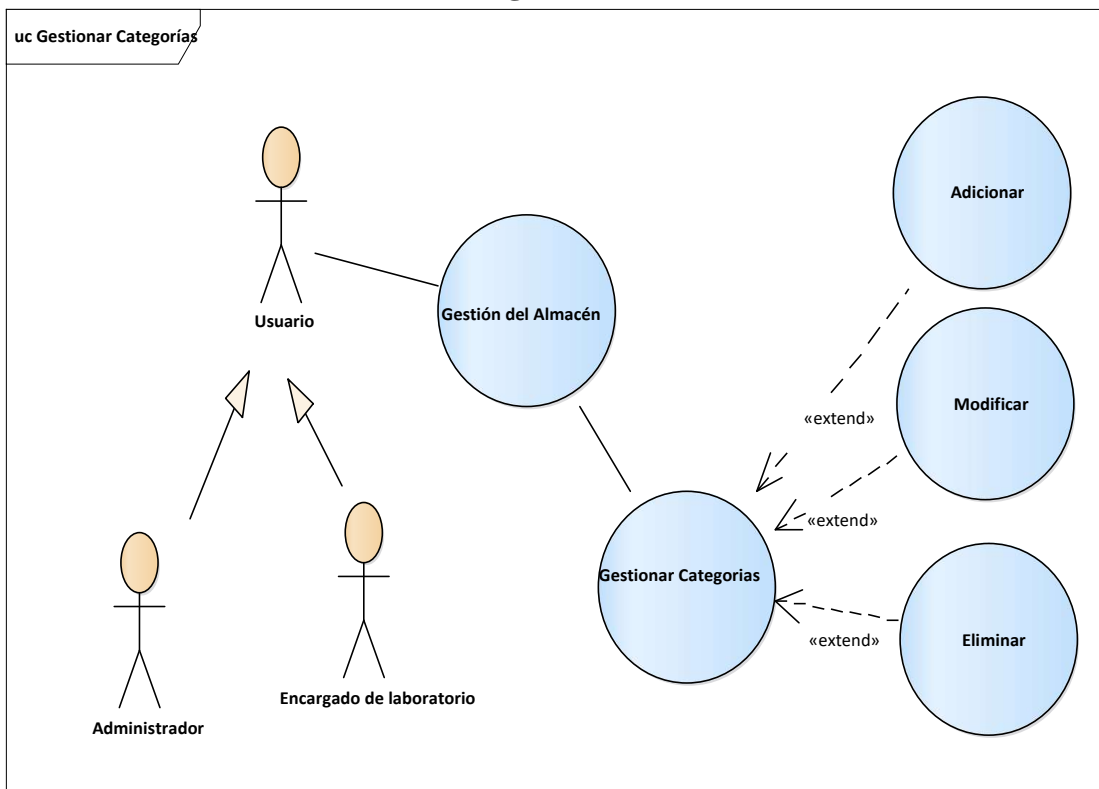 uc Gestionar Categorías
Adicionar
Usuario
Gestión del Almacén
Modificar
«extend»
«extend»
Gestionar Categorias
«extend»
Eliminar
Encargado de laboratorio
Administrador